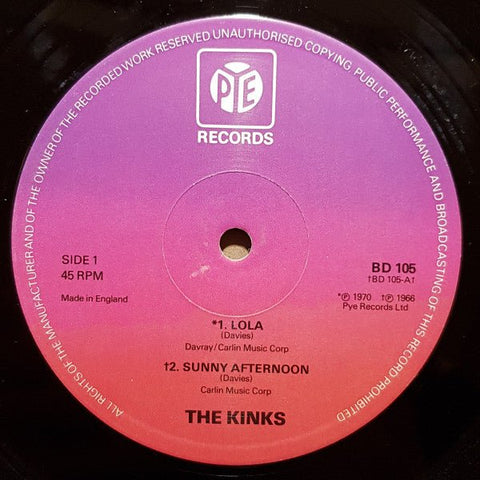 ALL RIGHTS OF THE MANUFACTURER AND OF THE OWNER OF THE RECORDED WORK RESERVED UNAUTHORISED COPYING, PUBLIC PERFORMANCE AND BROADCASTING OF THIS RECORD PROHIBITED
PYE
RECORDS
SIDE 1
45 RPM
Made in England
BD 105
†BD 105-A†
*℗ 1970 †℗ 1966
Pye Records Ltd
*1. LOLA
(Davies)
Davray/Carlin Music Corp
†2. SUNNY AFTERNOON
(Davies)
Carlin Music Corp
THE KINKS